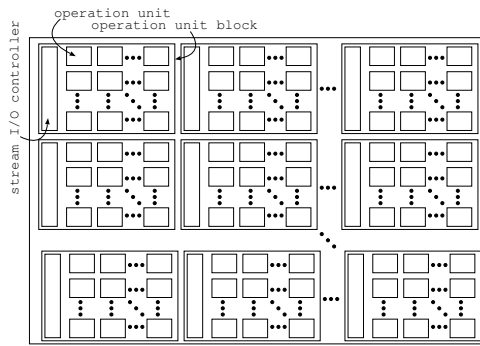 operation unit
operation unit block
stream I/O controller